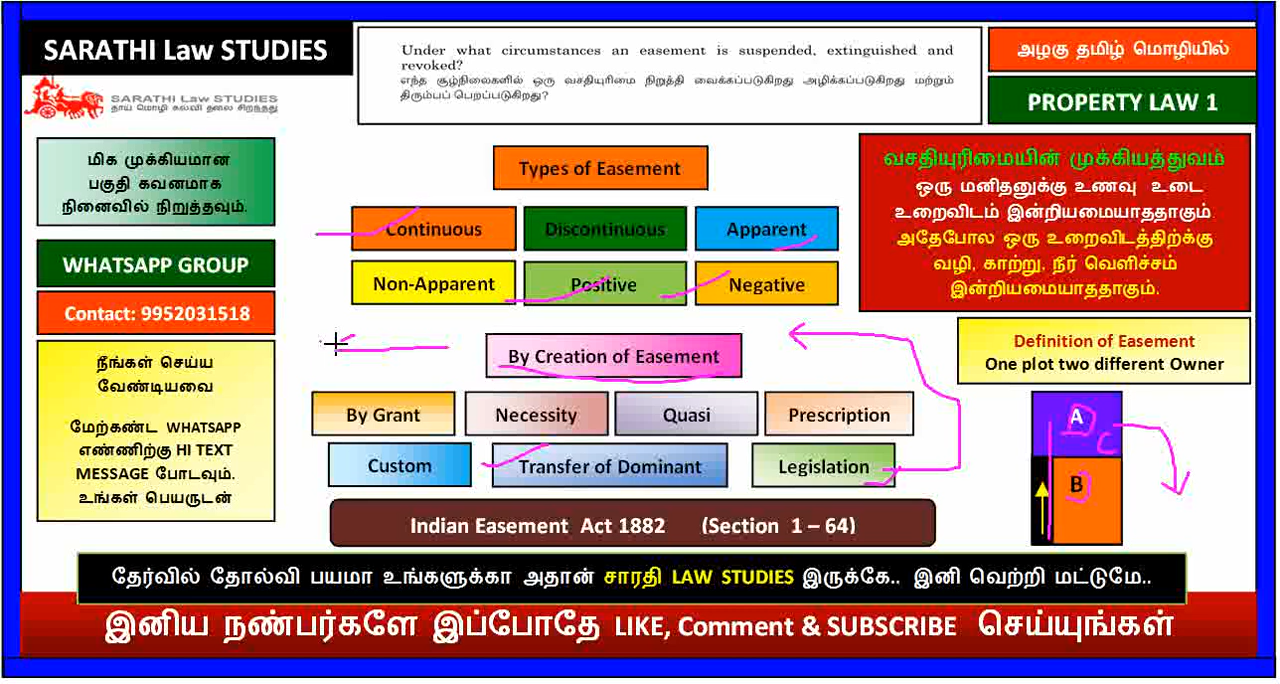 SARATHI Law STUDIES
SARATHI Law STUDIES
தாய் மொழி கல்வி தலை சிறந்தது
Under what circumstances an easement is suspended, extinguished and
revoked?
எந்த சூழ்நிலைகளில் ஒரு வசதியுரிமை நிறுத்தி வைக்கப்படுகிறது அழிக்கப்படுகிறது மற்றும்
திரும்பப் பெறப்படுகிறது?
அழகு தமிழ் மொழியில்
PROPERTY LAW 1
மிக முக்கியமான
பகுதி கவனமாக
நினைவில் நிறுத்தவும்.
WHATSAPP GROUP
Contact: 9952031518
நீங்கள் செய்ய
வேண்டியவை
மேற்கண்ட WHATSAPP
எண்ணிற்கு HI TEXT
MESSAGE போடவும்.
உங்கள் பெயருடன்
Types of Easement
Continuous
Discontinuous
Apparent
Non-Apparent
Positive
Negative
By Creation of Easement
By Grant
Necessity
Quasi
Prescription
Custom
Transfer of Dominant
Legislation
Indian Easement Act 1882 (Section 1 – 64)
வசதியுரிமையின் முக்கியத்துவம்
ஒரு மனிதனுக்கு உணவு உடை
உறைவிடம் இன்றியமையாததாகும்
அதேபோல ஒரு உறைவிடத்திற்க்கு
வழி, காற்று, நீர் வெளிச்சம்
இன்றியமையாததாகும்.
Definition of Easement
One plot two different Owner
A
C
B
தேர்வில் தோல்வி பயமா உங்களுக்கா அதான் சாரதி LAW STUDIES இருக்கே.. இனி வெற்றி மட்டுமே..
இனிய நண்பர்களே இப்போதே LIKE, Comment & SUBSCRIBE செய்யுங்கள்